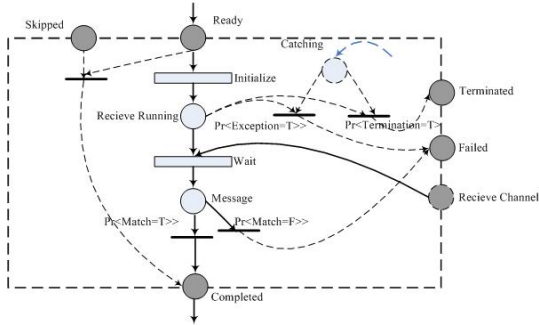 Skipped
Ready
Catching
Initialize
Terminated
Recieve Running
Pr<Exception=T>>
Pr<Termination=T>
Failed
Wait
Message
Recieve Channel
Pr<Match=T>>
Pr<Match=F>>
Completed